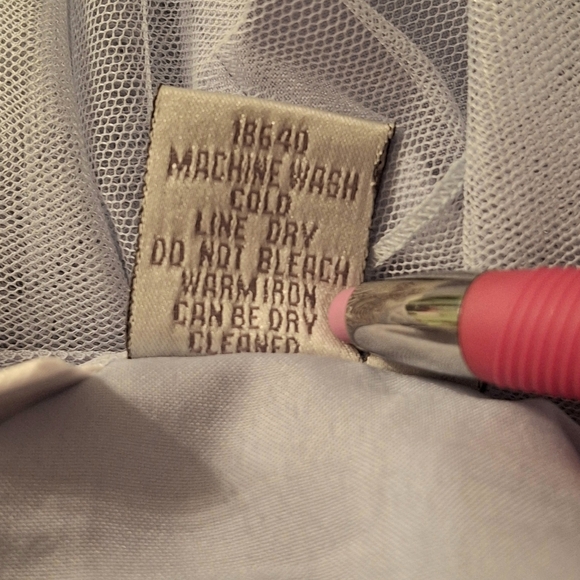 18640
MACHINE WASH
COLD
LINE DRY
DO NOT BLEACH
WARM IRON
CAN BE DRY
CLEANED